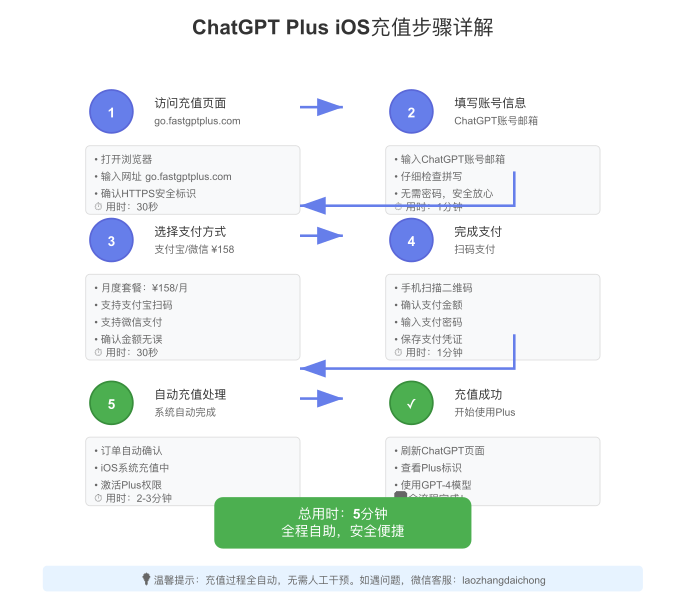 ChatGPT Plus iOS充值步骤详解
1
访问充值页面
go.fastgptplus.com
• 打开浏览器
• 输入网址 go.fastgptplus.com
• 确认HTTPS安全标识
⏱ 用时：30秒
2
填写账号信息
ChatGPT账号邮箱
• 输入ChatGPT账号邮箱
• 仔细检查拼写
• 无需密码，安全放心
⏱ 用时：1分钟
3
选择支付方式
支付宝/微信 ¥158
• 月度套餐：¥158/月
• 支持支付宝扫码
• 支持微信支付
• 确认金额无误
⏱ 用时：30秒
4
完成支付
扫码支付
• 手机扫描二维码
• 确认支付金额
• 输入支付密码
• 保存支付凭证
⏱ 用时：1分钟
5
自动充值处理
系统自动完成
• 订单自动确认
• iOS系统充值中
• 激活Plus权限
⏱ 用时：2-3分钟
✓
充值成功
开始使用Plus
• 刷新ChatGPT页面
• 查看Plus标识
• 使用GPT-4模型
总用时：5分钟
全程自助，安全便捷
温馨提示：充值过程全自动，无需人工干预。如遇问题，微信客服：laozhangdaichong